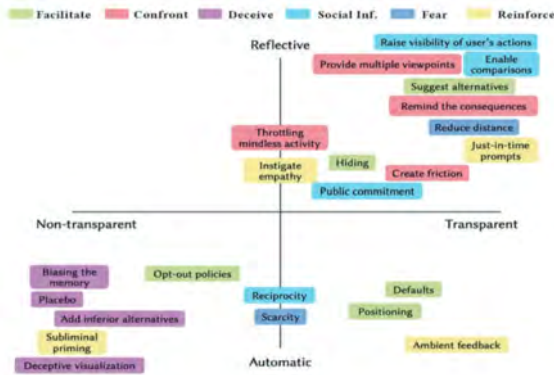 Facilitate Confront Deceive Social Inf. Fear Reinforce
Reflective
Raise visibility of user's actions
Provide multiple viewpoints
Enable
comparisons
Suggest alternatives
Remind the consequences
Throttling
mindless activity
Reduce distance
Just-in-time
prompts
Instigate
empathy
Hiding
Create friction
Public commitment
Non-transparent
Transparent
Biasing the
memory
Opt-out policies
Placebo
Reciprocity
Defaults
Add inferior alternatives
Scarcity
Positioning
Subliminal
priming
Ambient feedback
Deceptive visualization
Automatic